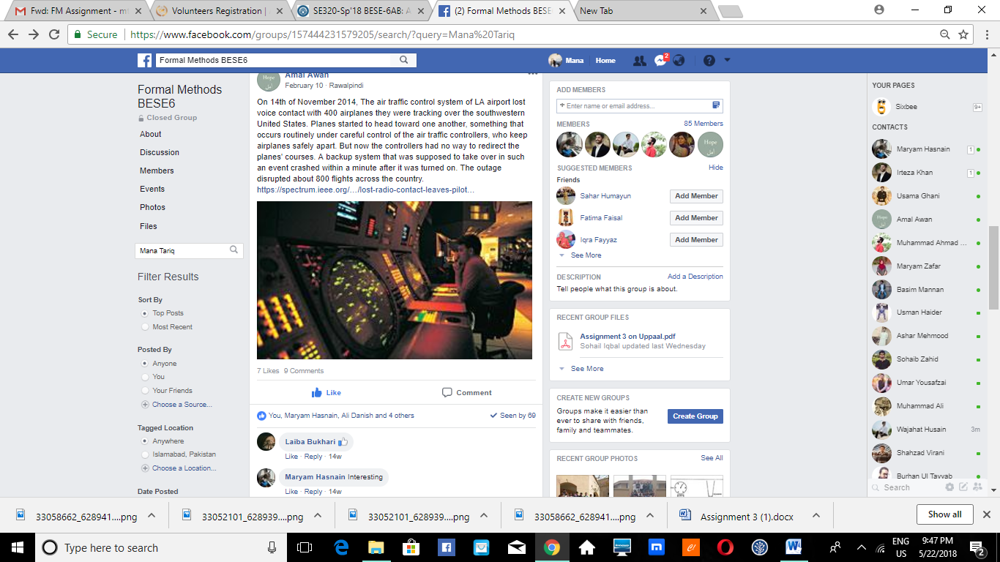 Fwd: FM Assignment - m
Volunteers Registration |
SE320-Sp'18 BESE-6AB: A
(2) Formal Methods BESE
New Tab
Secure
https://www.facebook.com/groups/157444231579205/search/?query=Mana%20Tariq
Formal Methods BESE6
Mana
Home
2
Formal Methods
BESE6
Closed Group
About
Discussion
Members
Events
Photos
Files
Mana Tariq
Filter Results
Sort By
Top Posts
Most Recent
Posted By
Anyone
You
Your Friends
Choose a Source...
Tagged Location
Anywhere
Islamabad, Pakistan
Choose a Location...
Date Posted
Hope
امل
Amal Awan
February 10 · Rawalpindi
On 14th of November 2014, The air traffic control system of LA airport lost
voice contact with 400 airplanes they were tracking over the southwestern
United States. Planes started to head toward one another, something that
occurs routinely under careful control of the air traffic controllers, who keep
airplanes safely apart. But now the controllers had no way to redirect the
planes' courses. A backup system that was supposed to take over in such
an event crashed within a minute after it was turned on. The outage
disrupted about 800 flights across the country.
https://spectrum.ieee.org/…/lost-radio-contact-leaves-pilot…
7 Likes 9 Comments
Like
Comment
You, Maryam Hasnain, Ali Danish and 4 others
Seen by 69
Laiba Bukhari
Like · Reply · 14w
Maryam Hasnain Interesting
Like · Reply · 14w
ADD MEMBERS
+ Enter name or email address...
MEMBERS
85 Members
Hope
امل
SUGGESTED MEMBERS
Hide
Friends
Sahar Humayun
Add Member
Fatima Faisal
Add Member
Iqra Fayyaz
Add Member
See More
DESCRIPTION
Add a Description
Tell people what this group is about.
RECENT GROUP FILES
Assignment 3 on Uppaal.pdf
Sohail Iqbal updated last Wednesday
See More
CREATE NEW GROUPS
Groups make it easier than
ever to share with friends,
family and teammates.
Create Group
RECENT GROUP PHOTOS
See All
YOUR PAGES
Sixbee
9+
CONTACTS
Maryam Hasnain
1
Irteza Khan
1
Usama Ghani
Amal Awan
Muhammad Ahmad ...
Maryam Zafar
Basim Mannan
Usman Haider
Ashar Mehmood
Sohaib Zahid
Umar Yousafzai
Muhammad Ali
Wajahat Husain
3m
Shahzad Virani
Burhan Ul Tayyab
Search
33058662_628941....png
33052101_628939....png
33052101_628939....png
33058662_628941....png
Assignment 3 (1).docx
Show all
Type here to search
ENG
US
9:47 PM
5/22/2018
2